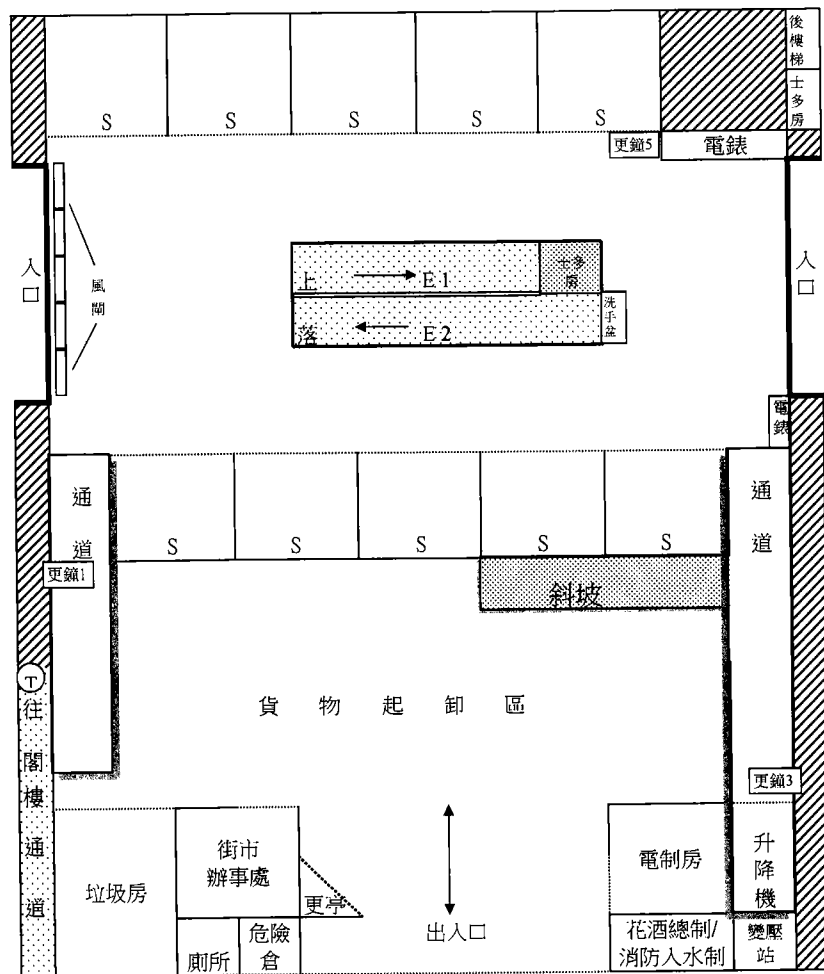 後樓梯
S S S S S
士多房
更鐘5
電錶
入口
風閘
上
E1
士多房
入口
落
E2
洗手盆
電錶
通道
通道
S S S S S
更鐘1
斜坡
T
往閣樓通道
貨物起卸區
更鐘3
街市
辦事處
電制房
升降機
垃圾房
更亭
出入口
廁所
危險
倉
花洒總制/
消防入水制
變壓
站